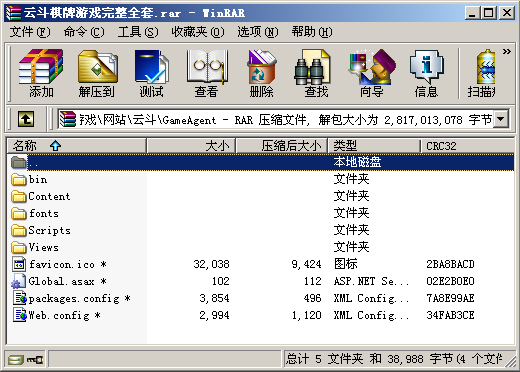 云斗棋牌游戏完整全套.rar - WinRAR
文件(F) 命令(C) 工具(S) 收藏夹(O) 选项(N) 帮助(H)
添加 解压到 测试 查看 删除 查找 向导 信息 扫描
戏\网站\云斗\GameAgent - RAR 压缩文件, 解包大小为 2,817,013,078 字节
名称 大小 压缩后大小 类型 CRC32
.. 本地磁盘
bin 文件夹
Content 文件夹
fonts 文件夹
Scripts 文件夹
Views 文件夹
favicon.ico * 32,038 9,424 图标 2BA8BACD
Global.asax * 102 112 ASP.NET Se... 02E2B0E0
packages.config * 3,854 496 XML Config... 7A8E99AE
Web.config * 2,994 1,120 XML Config... 34FAB3CE
总计 5 文件夹 和 38,988 字节(4 个文件